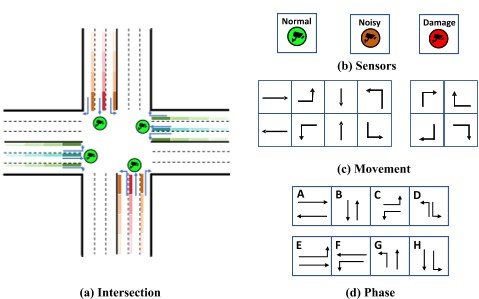 Normal
Noisy
Damage
(b) Sensors
(c) Movement
A B C D
E F G H
(a) Intersection
(d) Phase